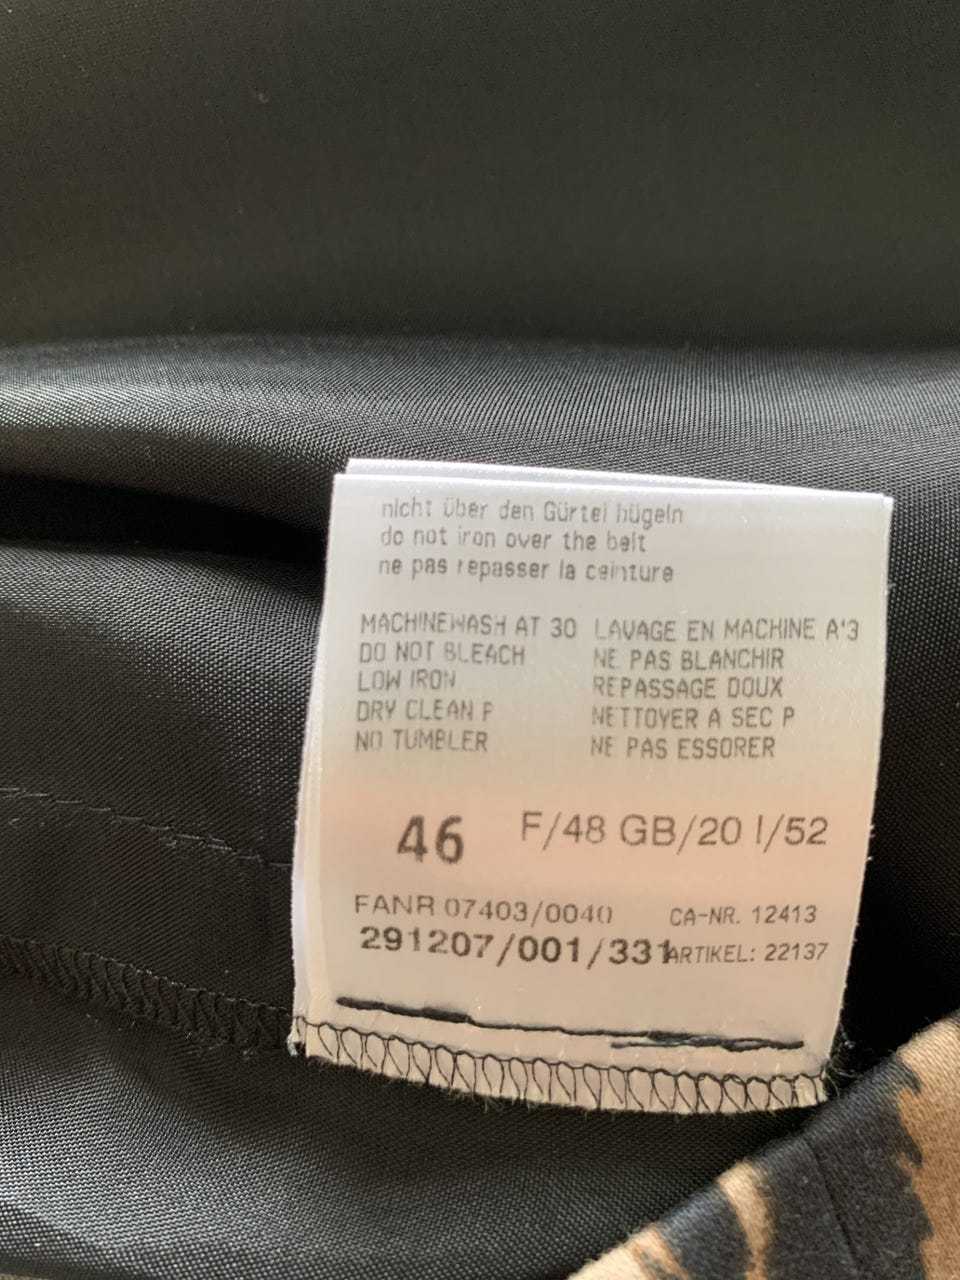 nicht über den Gürtel bügeln
do not iron over the belt
ne pas repasser la ceinture
MACHINEWASH AT 30
DO NOT BLEACH
LOW IRON
DRY CLEAN P
NO TUMBLER
LAVAGE EN MACHINE A'3
NE PAS BLANCHIR
REPASSAGE DOUX
NETTOYER A SEC P
NE PAS ESSORER
46 F/48 GB/20 I/52
FANR 07403/0040 CA-NR. 12413
291207/001/331 ARTIKEL: 22137